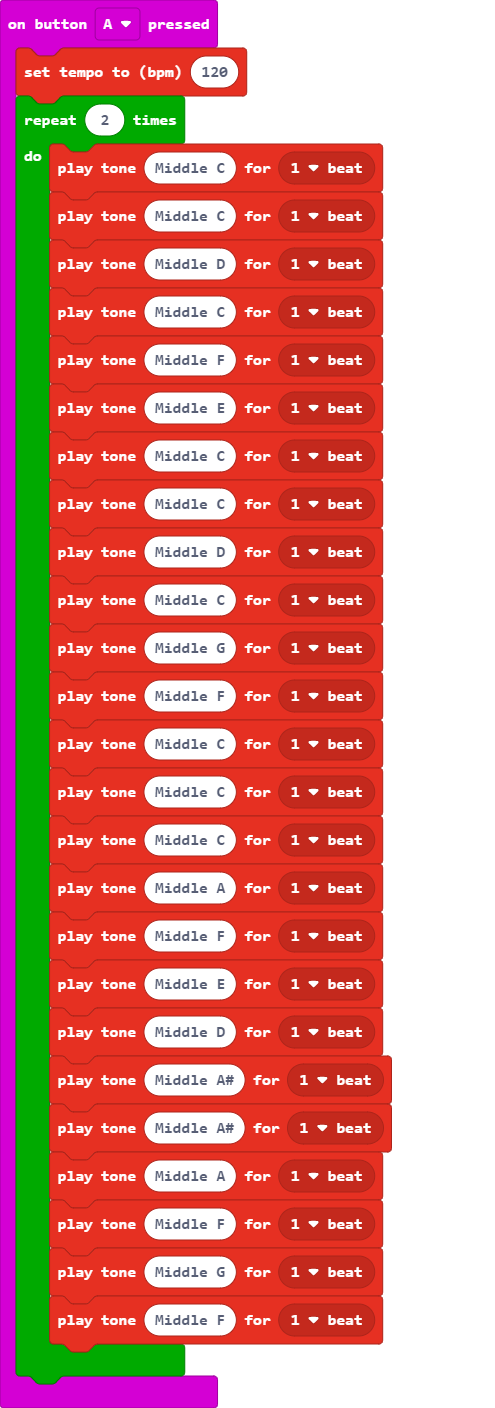 on button A pressed
set tempo to (bpm) 120
repeat 2 times
do play tone Middle C for 1 beat
play tone Middle C for 1 beat
play tone Middle D for 1 beat
play tone Middle C for 1 beat
play tone Middle F for 1 beat
play tone Middle E for 1 beat
play tone Middle C for 1 beat
play tone Middle C for 1 beat
play tone Middle D for 1 beat
play tone Middle C for 1 beat
play tone Middle G for 1 beat
play tone Middle F for 1 beat
play tone Middle C for 1 beat
play tone Middle C for 1 beat
play tone Middle C for 1 beat
play tone Middle A for 1 beat
play tone Middle F for 1 beat
play tone Middle E for 1 beat
play tone Middle D for 1 beat
play tone Middle A# for 1 beat
play tone Middle A# for 1 beat
play tone Middle A for 1 beat
play tone Middle F for 1 beat
play tone Middle G for 1 beat
play tone Middle F for 1 beat